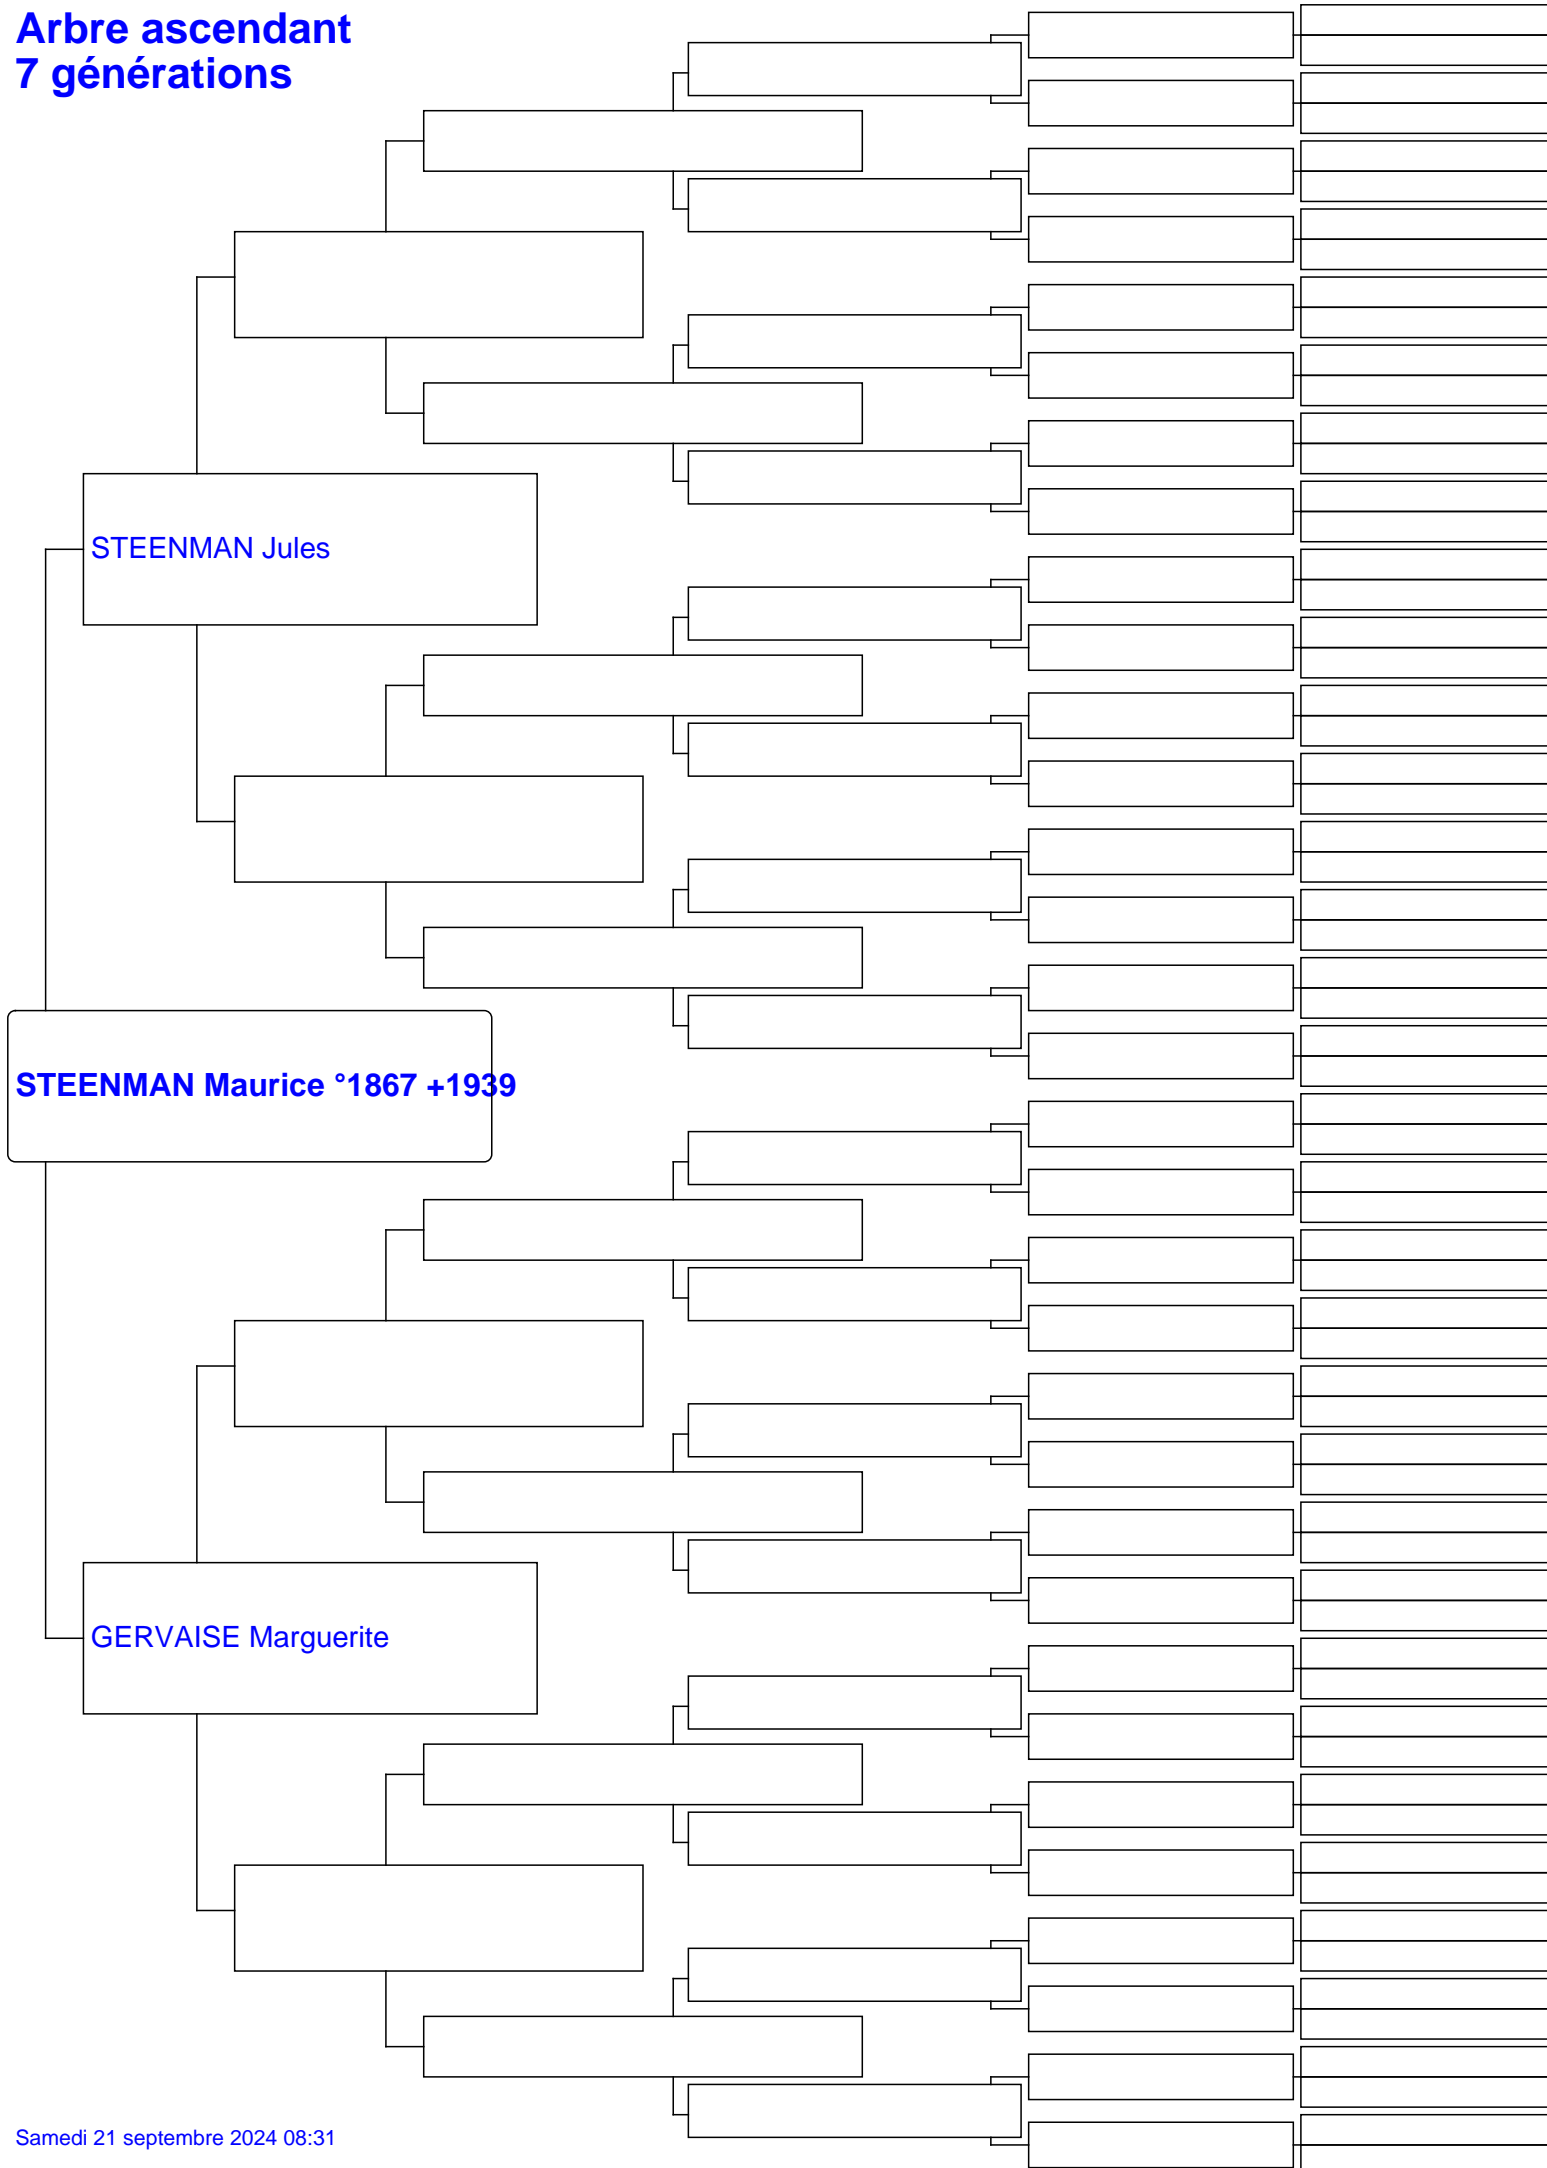 Arbre ascendant
7 générations
STEENMAN Jules
STEENMAN Maurice °1867 +1939
GERVAISE Marguerite
Samedi 21 septembre 2024 08:31